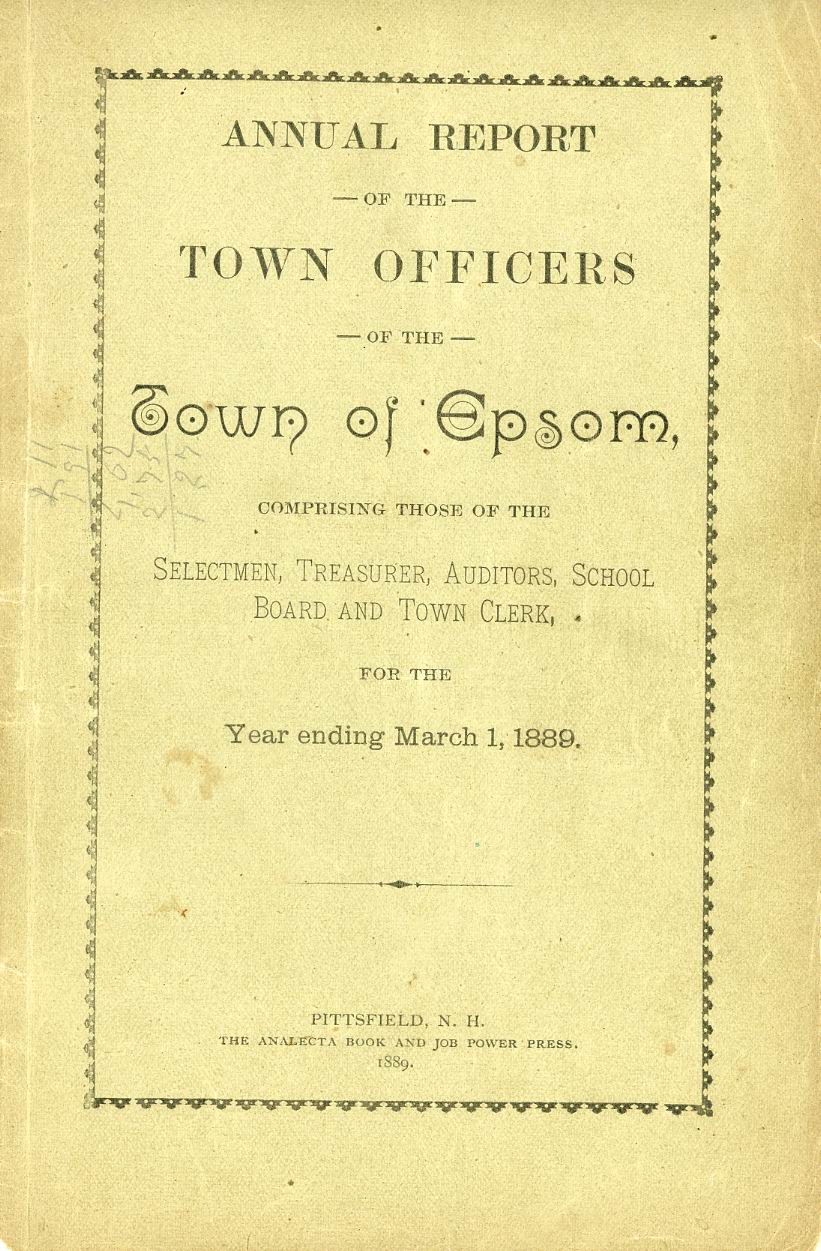 ANNUAL REPORT
— OF THE —
TOWN OFFICERS
— OF THE —
Town of Epsom,
COMPRISING THOSE OF THE
SELECTMEN, TREASURER, AUDITORS, SCHOOL
BOARD AND TOWN CLERK,
FOR THE
Year ending March 1, 1889.
PITTSFIELD, N. H.
THE ANALECTA BOOK AND JOB POWER PRESS.
1889.